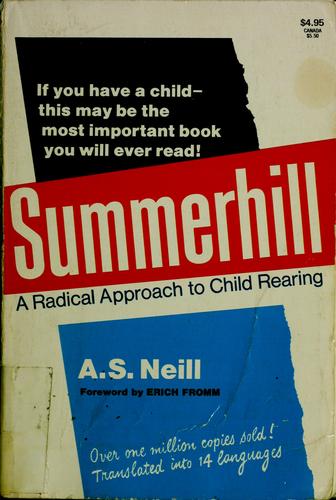 $4.95
CANADA
$5.50
If you have a child—
this may be the
most important book
you will ever read!
Summerhill
A Radical Approach to Child Rearing
A.S. Neill
Foreword by ERICH FROMM
Over one million copies sold!
Translated into 14 languages